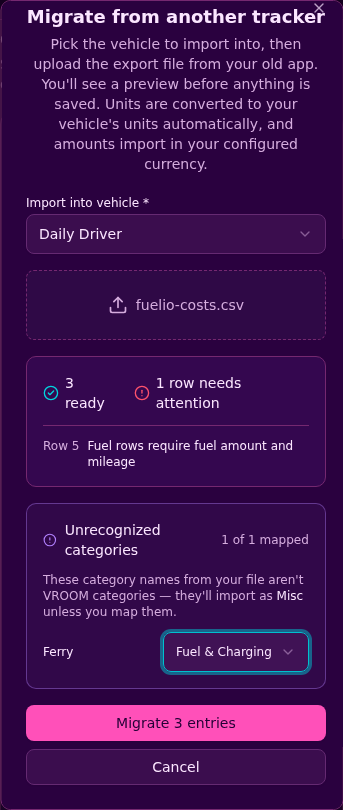 Migrate from another tracker
Pick the vehicle to import into, then
upload the export file from your old app.
You'll see a preview before anything is
saved. Units are converted to your
vehicle's units automatically, and
amounts import in your configured
currency.
Import into vehicle *
Daily Driver
fuelio-costs.csv
3
ready
1 row needs
attention
Row 5 Fuel rows require fuel amount and
mileage
Unrecognized
categories
1 of 1 mapped
These category names from your file aren't
VROOM categories — they'll import as Misc
unless you map them.
Ferry
Fuel & Charging
Migrate 3 entries
Cancel